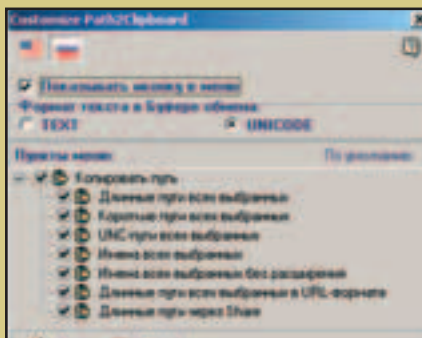 Customize Path2Clipboard
Показывать иконку в меню
Формат текста в Буфере обмена
TEXT UNICODE
Пункты меню По умолчанию
Копировать путь
Длинные пути всех выбранных
Короткие пути всех выбранных
UNC-пути всех выбранных
Имена всех выбранных
Имена всех выбранных без расширения
Длинные пути всех выбранных в URL-формате
Длинные пути через Share